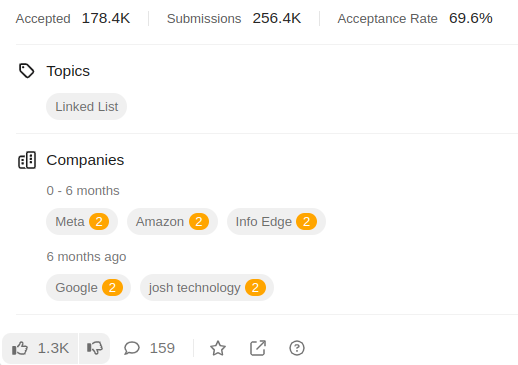 Accepted 178.4K Submissions 256.4K Acceptance Rate 69.6%
Topics
Linked List
Companies
0 - 6 months
Meta 2 Amazon 2 Info Edge 2
6 months ago
Google 2 josh technology 2
1.3K 159